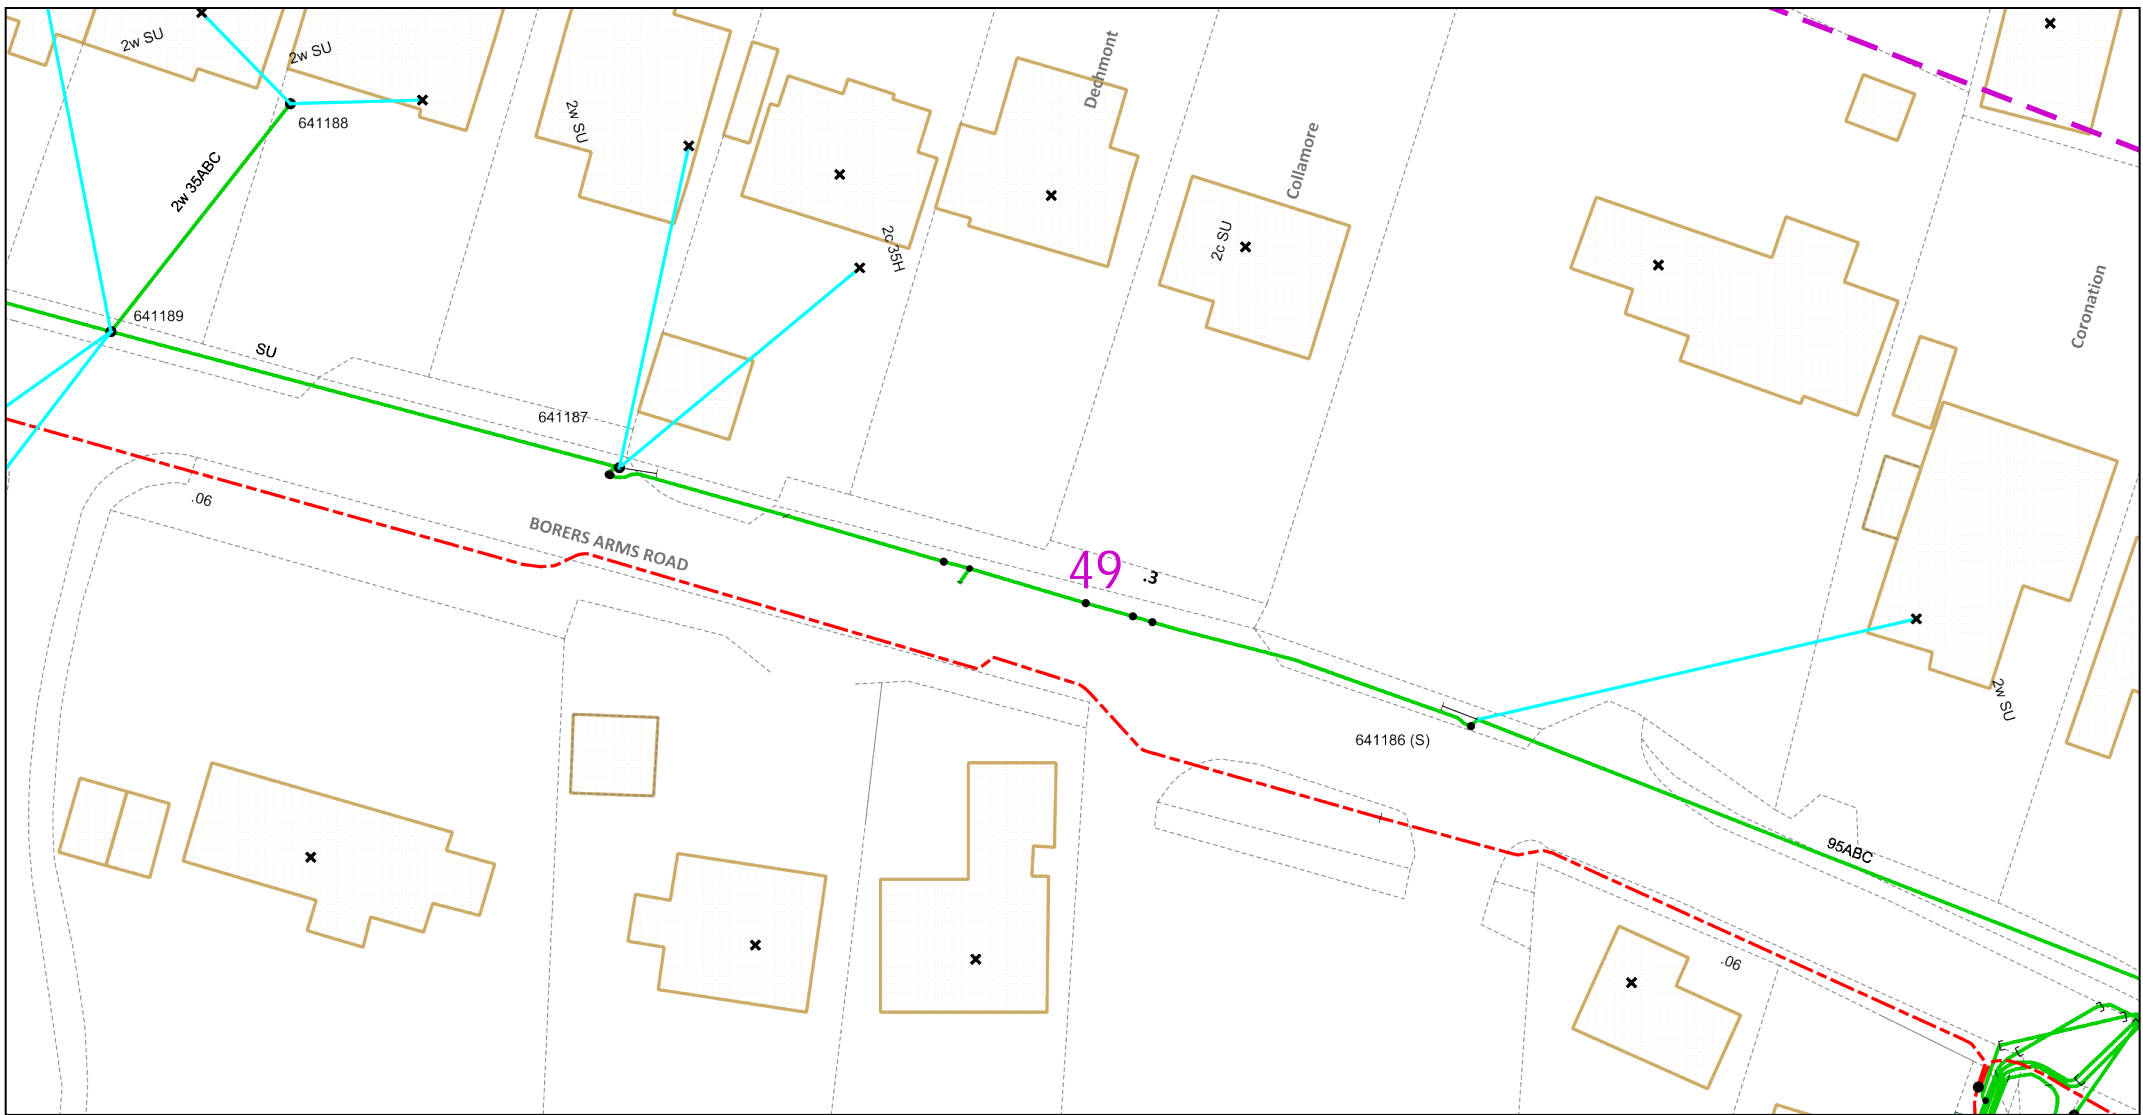 2w SU
2w SU
Dechmont
641188
2w SU
Collamore
2w 35ABC
2c SU
2c 35H
Coronation
641189
SU
641187
.06
BORERS ARMS ROAD
49
.3
2w SU
641186 (S)
95ABC
.06